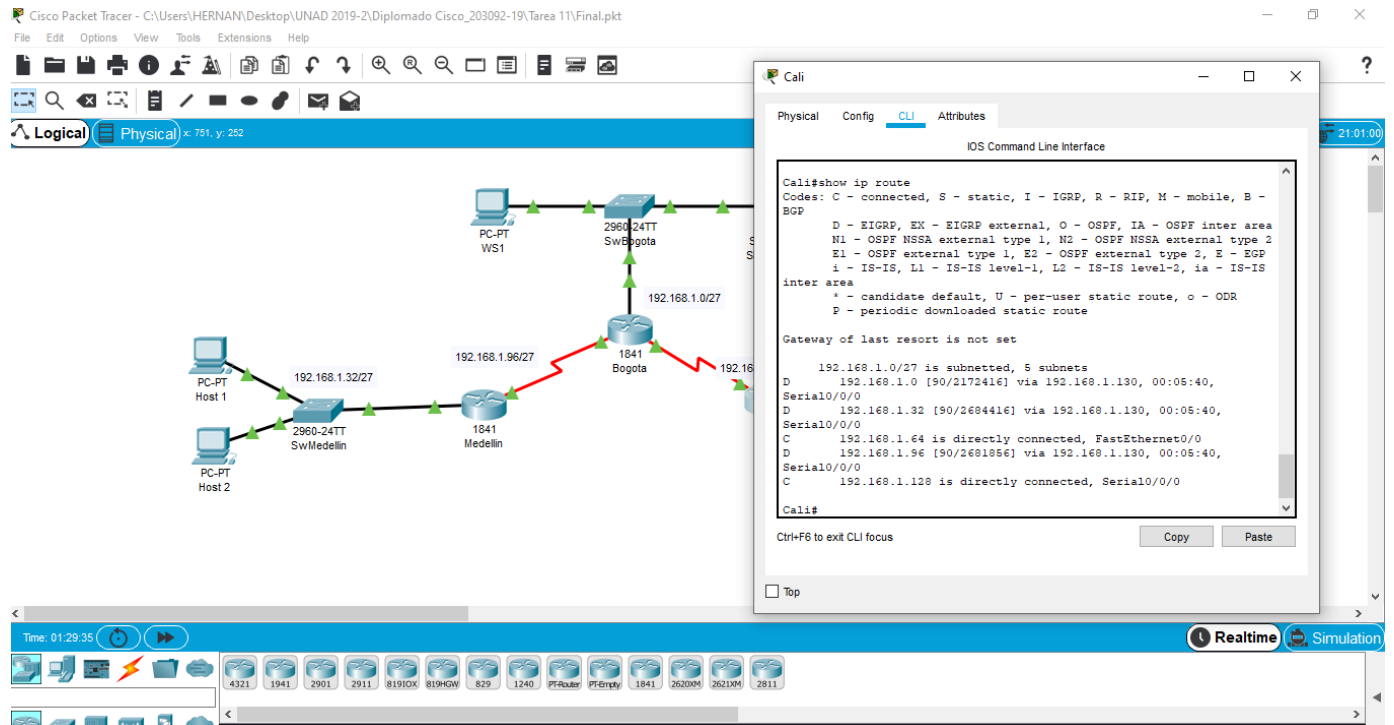 Cisco Packet Tracer - C:\Users\HERNAN\Desktop\UNAD 2019-2\Diplomado Cisco_203092-19\Tarea 11\Final.pkt
File Edit Options View Tools Extensions Help
Logical Physical x: 751, y: 252
21:01:00
PC-PT
WS1
2960-24TT
SwBogota
192.168.1.0/27
1841
Bogota
192.168.1.96/27
192.16
PC-PT
Host 1
192.168.1.32/27
2960-24TT
SwMedellin
1841
Medellin
PC-PT
Host 2
Cali
Physical Config CLI Attributes
IOS Command Line Interface
Cali#show ip route
Codes: C - connected, S - static, I - IGRP, R - RIP, M - mobile, B -
BGP
D - EIGRP, EX - EIGRP external, O - OSPF, IA - OSPF inter area
N1 - OSPF NSSA external type 1, N2 - OSPF NSSA external type 2
E1 - OSPF external type 1, E2 - OSPF external type 2, E - EGP
i - IS-IS, L1 - IS-IS level-1, L2 - IS-IS level-2, ia - IS-IS
inter area
* - candidate default, U - per-user static route, o - ODR
P - periodic downloaded static route
Gateway of last resort is not set
192.168.1.0/27 is subnetted, 5 subnets
D 192.168.1.0 [90/2172416] via 192.168.1.130, 00:05:40,
Serial0/0/0
D 192.168.1.32 [90/2684416] via 192.168.1.130, 00:05:40,
Serial0/0/0
C 192.168.1.64 is directly connected, FastEthernet0/0
D 192.168.1.96 [90/2681856] via 192.168.1.130, 00:05:40,
Serial0/0/0
C 192.168.1.128 is directly connected, Serial0/0/0
Cali#
Ctrl+F6 to exit CLI focus
Copy Paste
Top
Time: 01:29:35
Realtime Simulation
4321 1941 2901 2911 819IOX 819HGW 829 1240 PT-Router PT-Empty 1841 2620XM 2621XM 2811